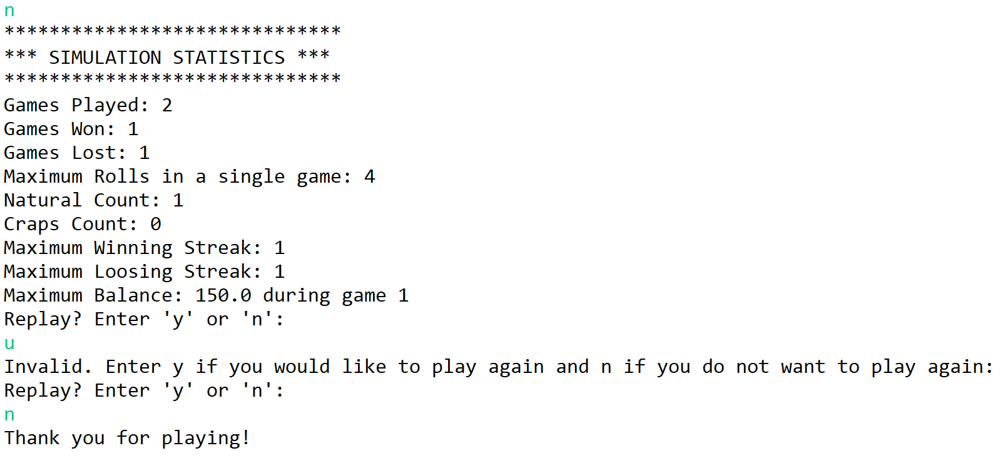 n
******************************
*** SIMULATION STATISTICS ***
******************************
Games Played: 2
Games Won: 1
Games Lost: 1
Maximum Rolls in a single game: 4
Natural Count: 1
Craps Count: 0
Maximum Winning Streak: 1
Maximum Loosing Streak: 1
Maximum Balance: 150.0 during game 1
Replay? Enter 'y' or 'n':
u
Invalid. Enter y if you would like to play again and n if you do not want to play again:
Replay? Enter 'y' or 'n':
n
Thank you for playing!